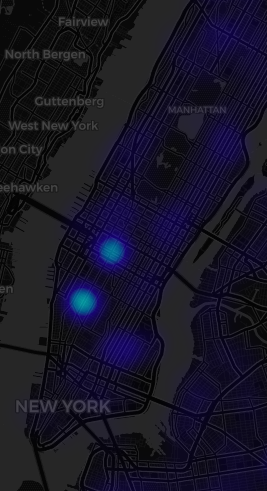 Fairview
North Bergen
Guttenberg
MANHATTAN
West New York
on City
eehawken
en
NEW YORK